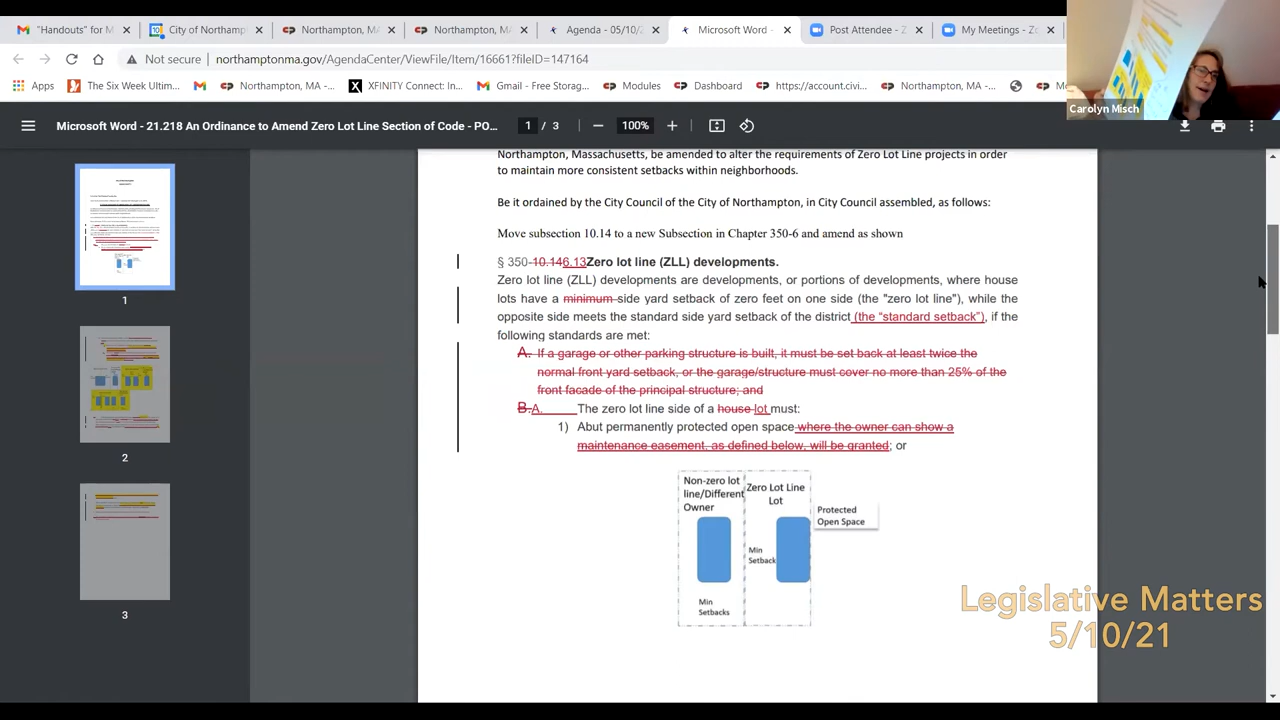 "Handouts" for M
City of Northam
Northampton, MA
Northampton, MA
Agenda - 05/10/2
Microsoft Word -
Post Attendee - Z
My Meetings - Zo
Not secure
northamptonma.gov/AgendaCenter/ViewFile/Item/16661?fileID=147164
Apps
The Six Week Ultim...
Northampton, MA -...
XFINITY Connect: In...
Gmail - Free Storag...
Modules
Dashboard
https://account.civi...
Northampton, MA -...
Carolyn Misch
Microsoft Word - 21.218 An Ordinance to Amend Zero Lot Line Section of Code - PO...
1 / 3
100%
1
2
3
Northampton, Massachusetts, be amended to alter the requirements of Zero Lot Line projects in order
to maintain more consistent setbacks within neighborhoods.
Be it ordained by the City Council of the City of Northampton, in City Council assembled, as follows:
Move subsection 10.14 to a new Subsection in Chapter 350-6 and amend as shown
§ 350-10.146.13Zero lot line (ZLL) developments.
Zero lot line (ZLL) developments are developments, or portions of developments, where house
lots have a minimum side yard setback of zero feet on one side (the "zero lot line"), while the
opposite side meets the standard side yard setback of the district (the "standard setback"), if the
following standards are met:
A. If a garage or other parking structure is built, it must be set back at least twice the
normal front yard setback, or the garage/structure must cover no more than 25% of the
front facade of the principal structure; and
B.A. The zero lot line side of a house lot must:
1) Abut permanently protected open space where the owner can show a
maintenance easement, as defined below, will be granted; or
Non-zero lot
line/Different
Owner
Zero Lot Line
Lot
Protected
Open Space
Min
Setback
Min
Setbacks
Legislative Matters
5/10/21